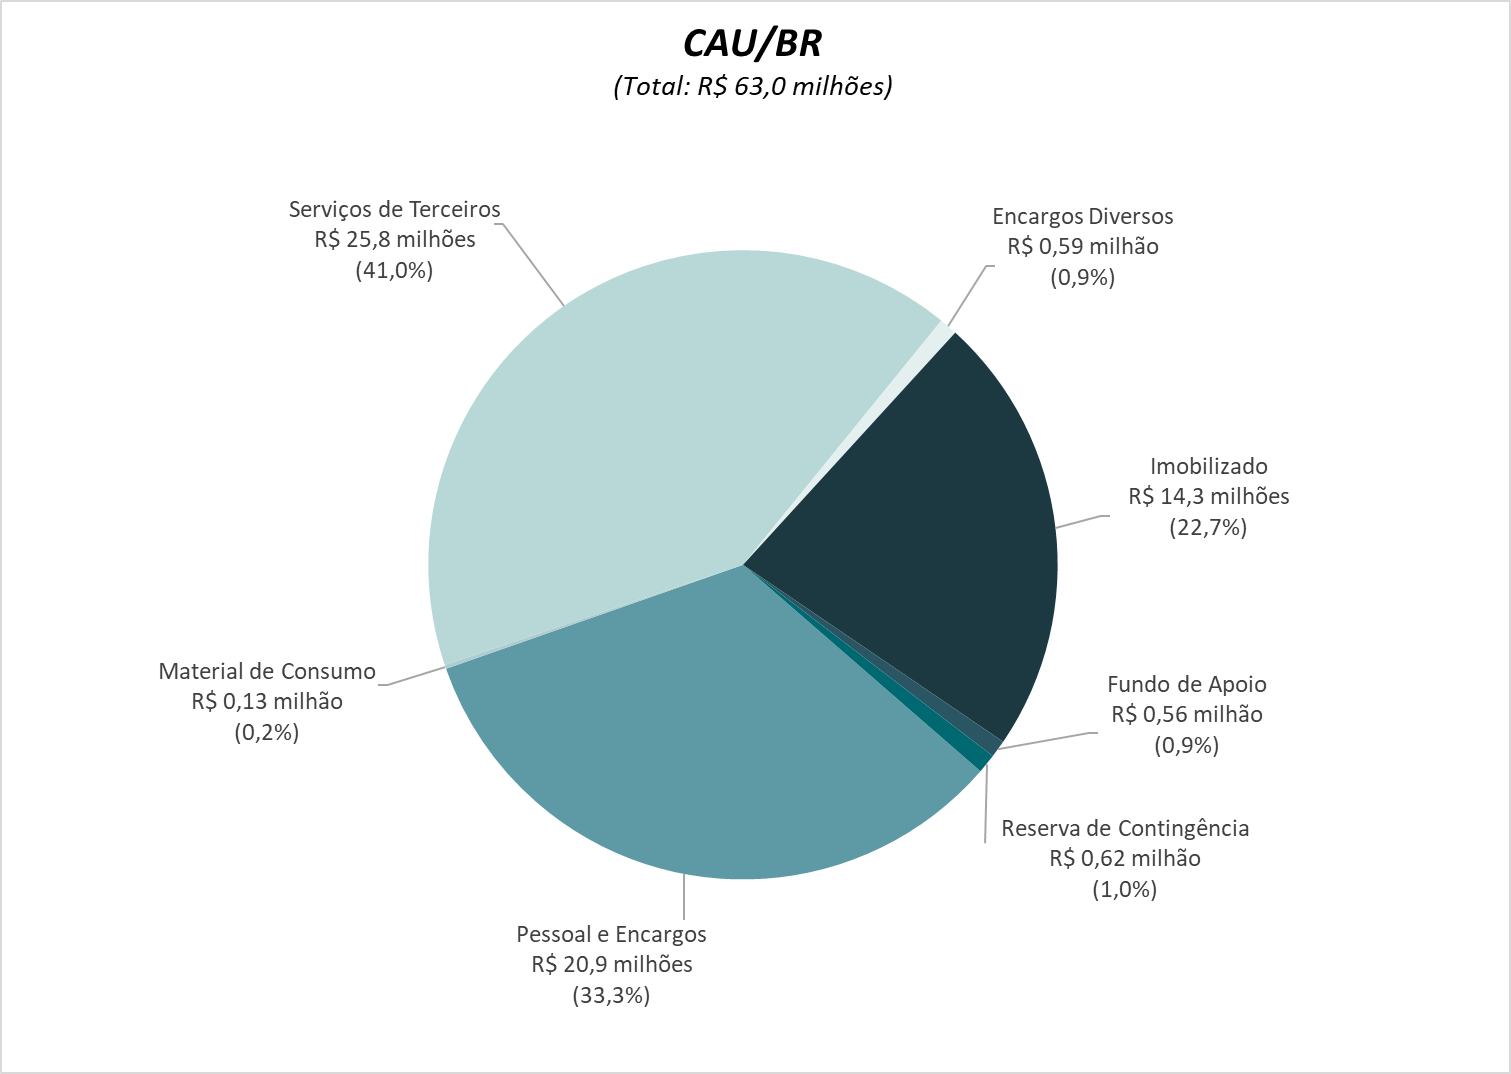 CAU/BR
(Total: R$ 63,0 milhões)
Serviços de Terceiros
R$ 25,8 milhões
(41,0%)
Encargos Diversos
R$ 0,59 milhão
(0,9%)
Imobilizado
R$ 14,3 milhões
(22,7%)
Material de Consumo
R$ 0,13 milhão
(0,2%)
Fundo de Apoio
R$ 0,56 milhão
(0,9%)
Reserva de Contingência
R$ 0,62 milhão
(1,0%)
Pessoal e Encargos
R$ 20,9 milhões
(33,3%)